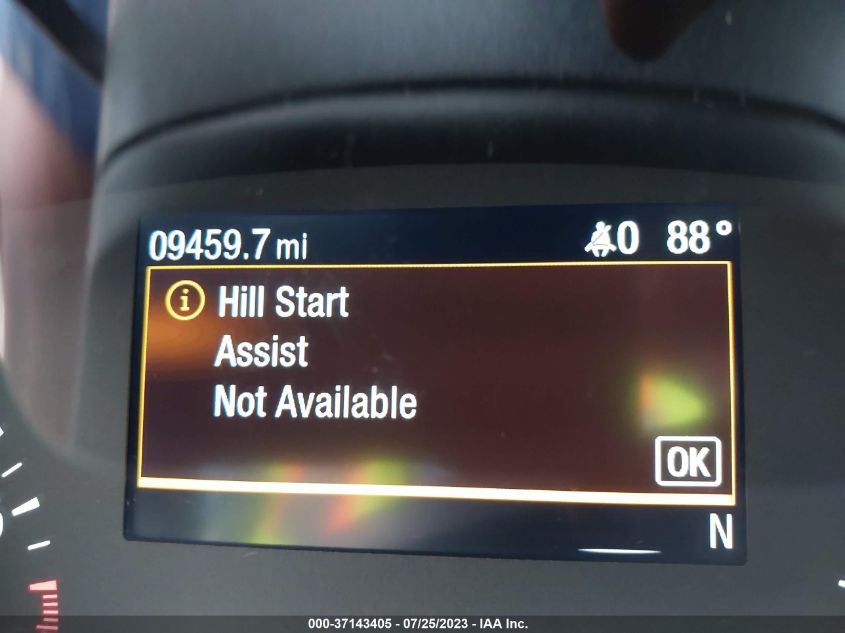 09459.7 mi 0 88°
Hill Start
Assist
Not Available
OK
N
000-37143405 - 07/25/2023 - IAA Inc.